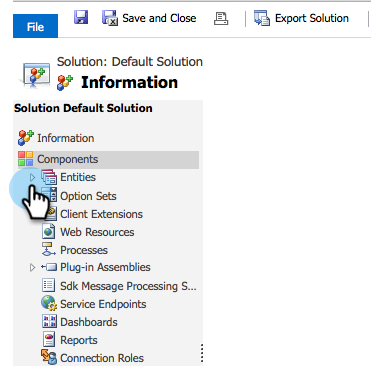 File
Save and Close
Export Solution
Solution: Default Solution
Information
Solution Default Solution
Information
Components
Entities
Option Sets
Client Extensions
Web Resources
Processes
Plug-in Assemblies
Sdk Message Processing S...
Service Endpoints
Dashboards
Reports
Connection Roles